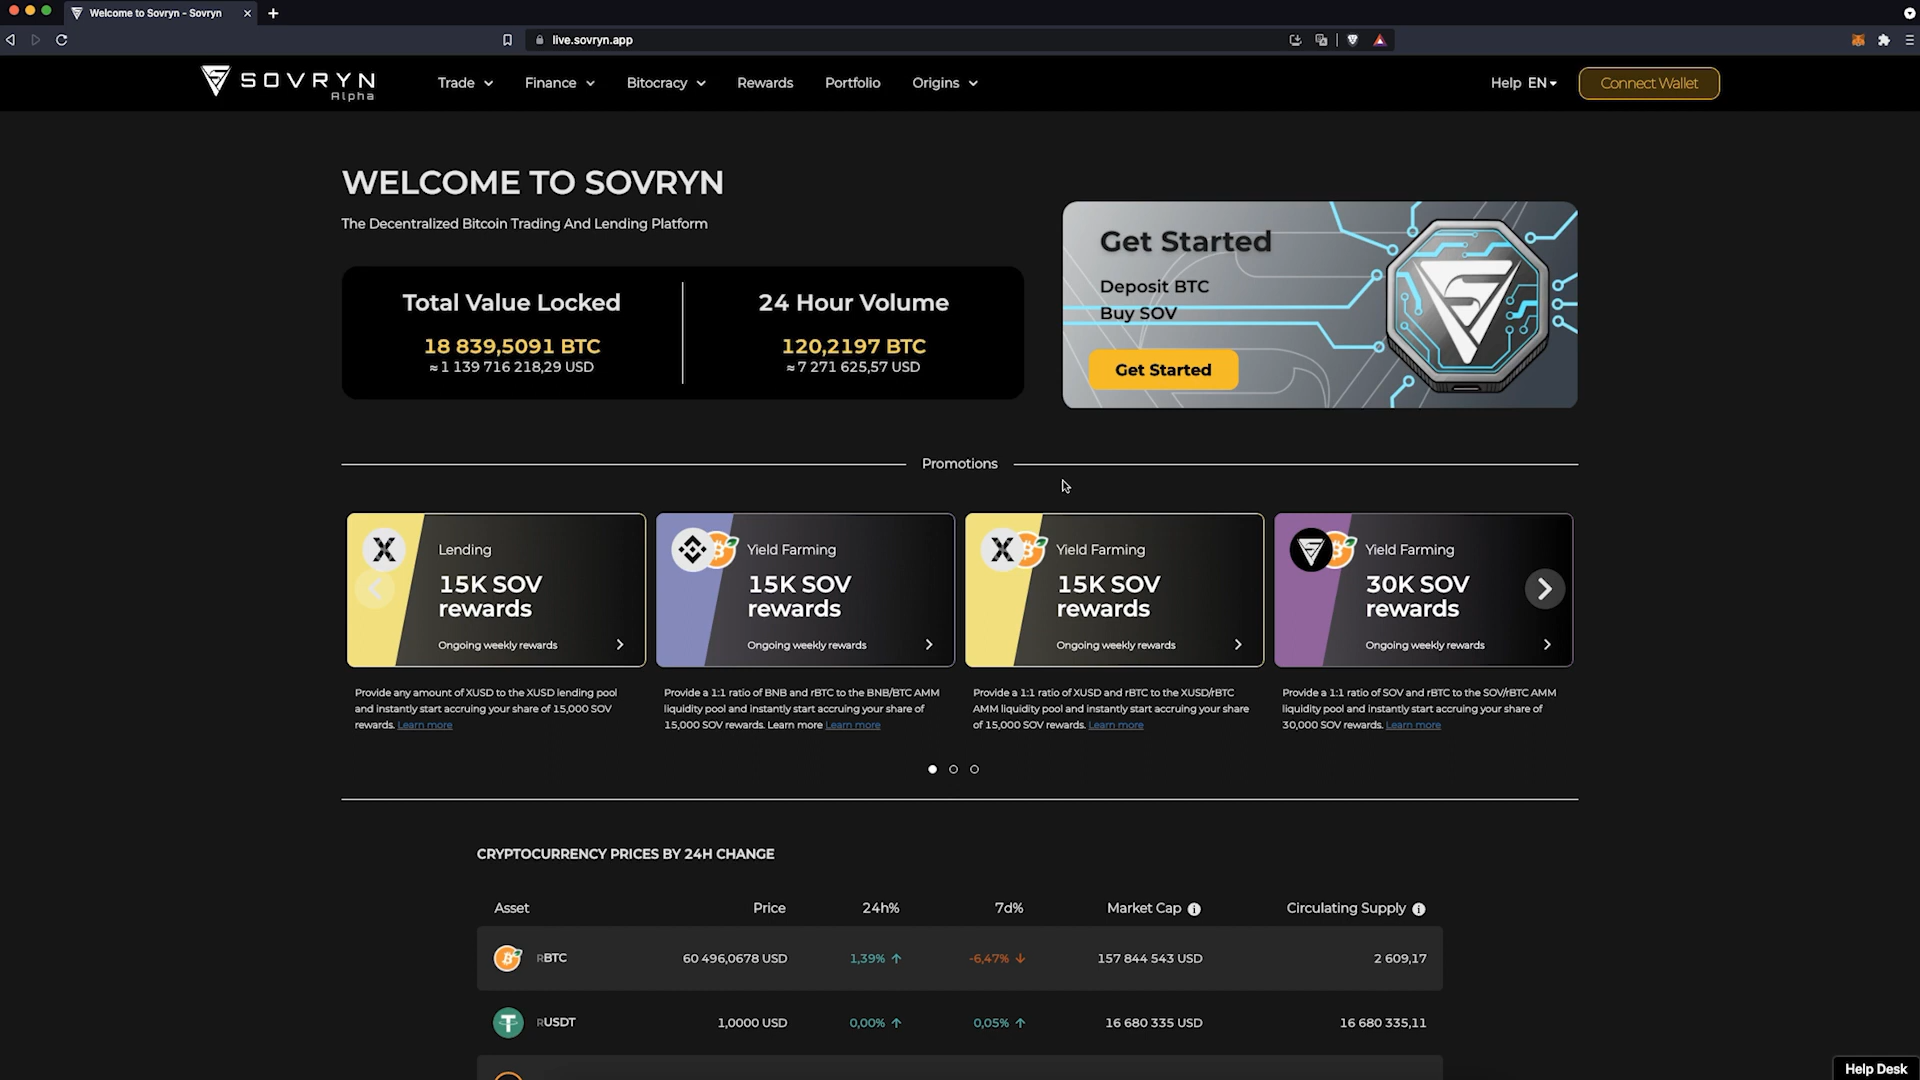 Welcome to Sovryn - Sovryn
live.sovryn.app
SOVRYN
Alpha
Trade
Finance
Bitocracy
Rewards
Portfolio
Origins
Help
EN
Connect Wallet
WELCOME TO SOVRYN
The Decentralized Bitcoin Trading And Lending Platform
Total Value Locked
18 839,5091 BTC
≈ 1 139 716 218,29 USD
24 Hour Volume
120,2197 BTC
≈ 7 271 625,57 USD
Get Started
Deposit BTC
Buy SOV
Get Started
Promotions
Lending
15K SOV
rewards
Ongoing weekly rewards
Provide any amount of XUSD to the XUSD lending pool
and instantly start accruing your share of 15,000 SOV
rewards. Learn more
Yield Farming
15K SOV
rewards
Ongoing weekly rewards
Provide a 1:1 ratio of BNB and rBTC to the BNB/BTC AMM
liquidity pool and instantly start accruing your share of
15,000 SOV rewards. Learn more Learn more
Yield Farming
15K SOV
rewards
Ongoing weekly rewards
Provide a 1:1 ratio of XUSD and rBTC to the XUSD/rBTC
AMM liquidity pool and instantly start accruing your share
of 15,000 SOV rewards. Learn more
Yield Farming
30K SOV
rewards
Ongoing weekly rewards
Provide a 1:1 ratio of SOV and rBTC to the SOV/rBTC AMM
liquidity pool and instantly start accruing your share of
30,000 SOV rewards. Learn more
CRYPTOCURRENCY PRICES BY 24H CHANGE
Asset Price 24h% 7d% Market Cap Circulating Supply
RBTC 60 496,0678 USD 1,39% ↑ -6,47% ↓ 157 844 543 USD 2 609,17
RUSDT 1,0000 USD 0,00% ↑ 0,05% ↑ 16 680 335 USD 16 680 335,11
Help Desk